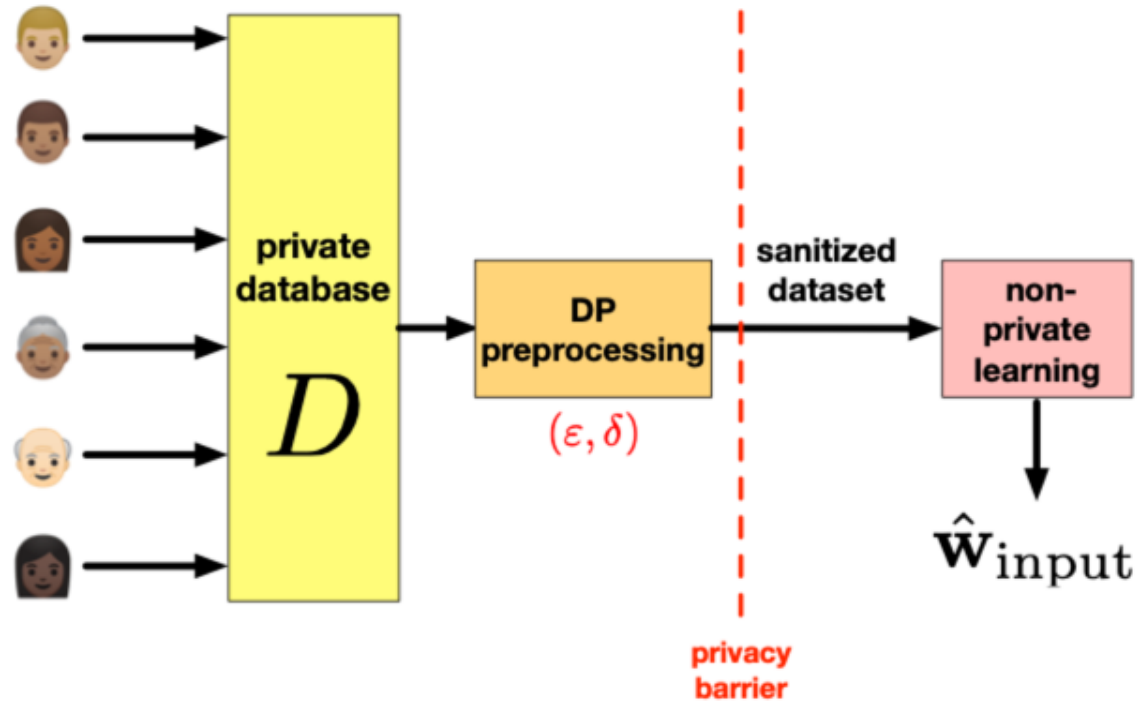 private
database
D
DP
preprocessing
(ε, δ)
sanitized
dataset
non-
private
learning
ŵinput
privacy
barrier